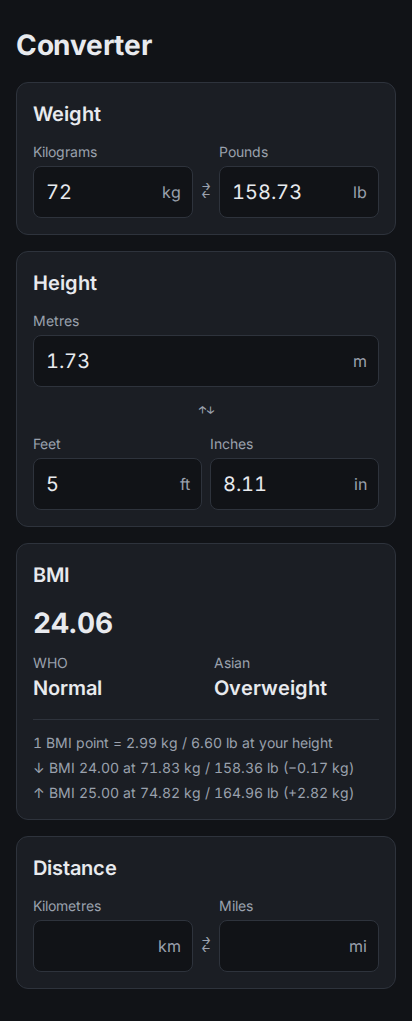 Converter
Weight
Kilograms Pounds
72 kg ⇄ 158.73 lb
Height
Metres
1.73 m
↑↓
Feet Inches
5 ft 8.11 in
BMI
24.06
WHO Asian
Normal Overweight
1 BMI point = 2.99 kg / 6.60 lb at your height
↓ BMI 24.00 at 71.83 kg / 158.36 lb (−0.17 kg)
↑ BMI 25.00 at 74.82 kg / 164.96 lb (+2.82 kg)
Distance
Kilometres Miles
km ⇄ mi